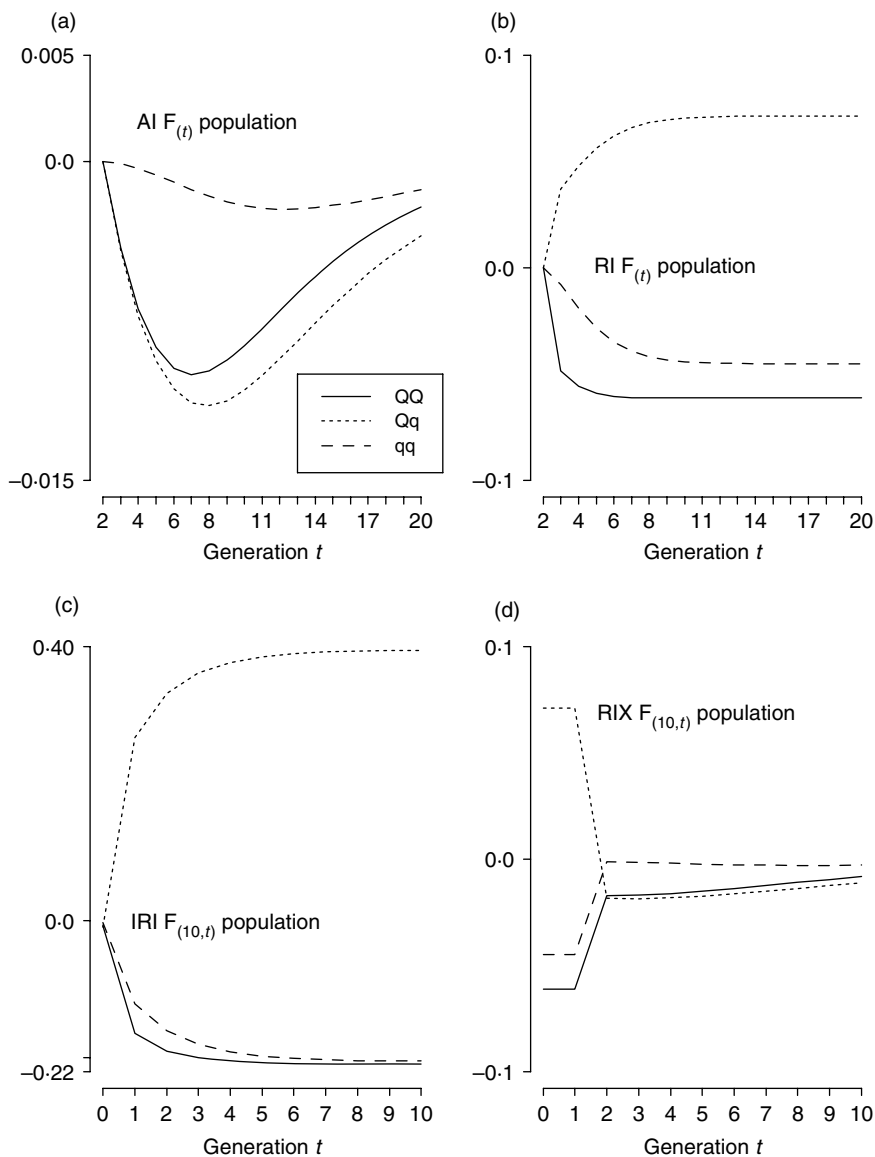 (a)
0·005
AI F(t) population
0·0
QQ
Qq
qq
−0·015
2 4 6 8 11 14 17 20
Generation t
(b)
0·1
0·0
RI F(t) population
−0·1
2 4 6 8 11 14 17 20
Generation t
(c)
0·40
0·0
IRI F(10,t) population
−0·22
0 1 2 3 4 5 6 7 8 9 10
Generation t
(d)
0·1
RIX F(10,t) population
0·0
−0·1
0 1 2 3 4 5 6 7 8 9 10
Generation t